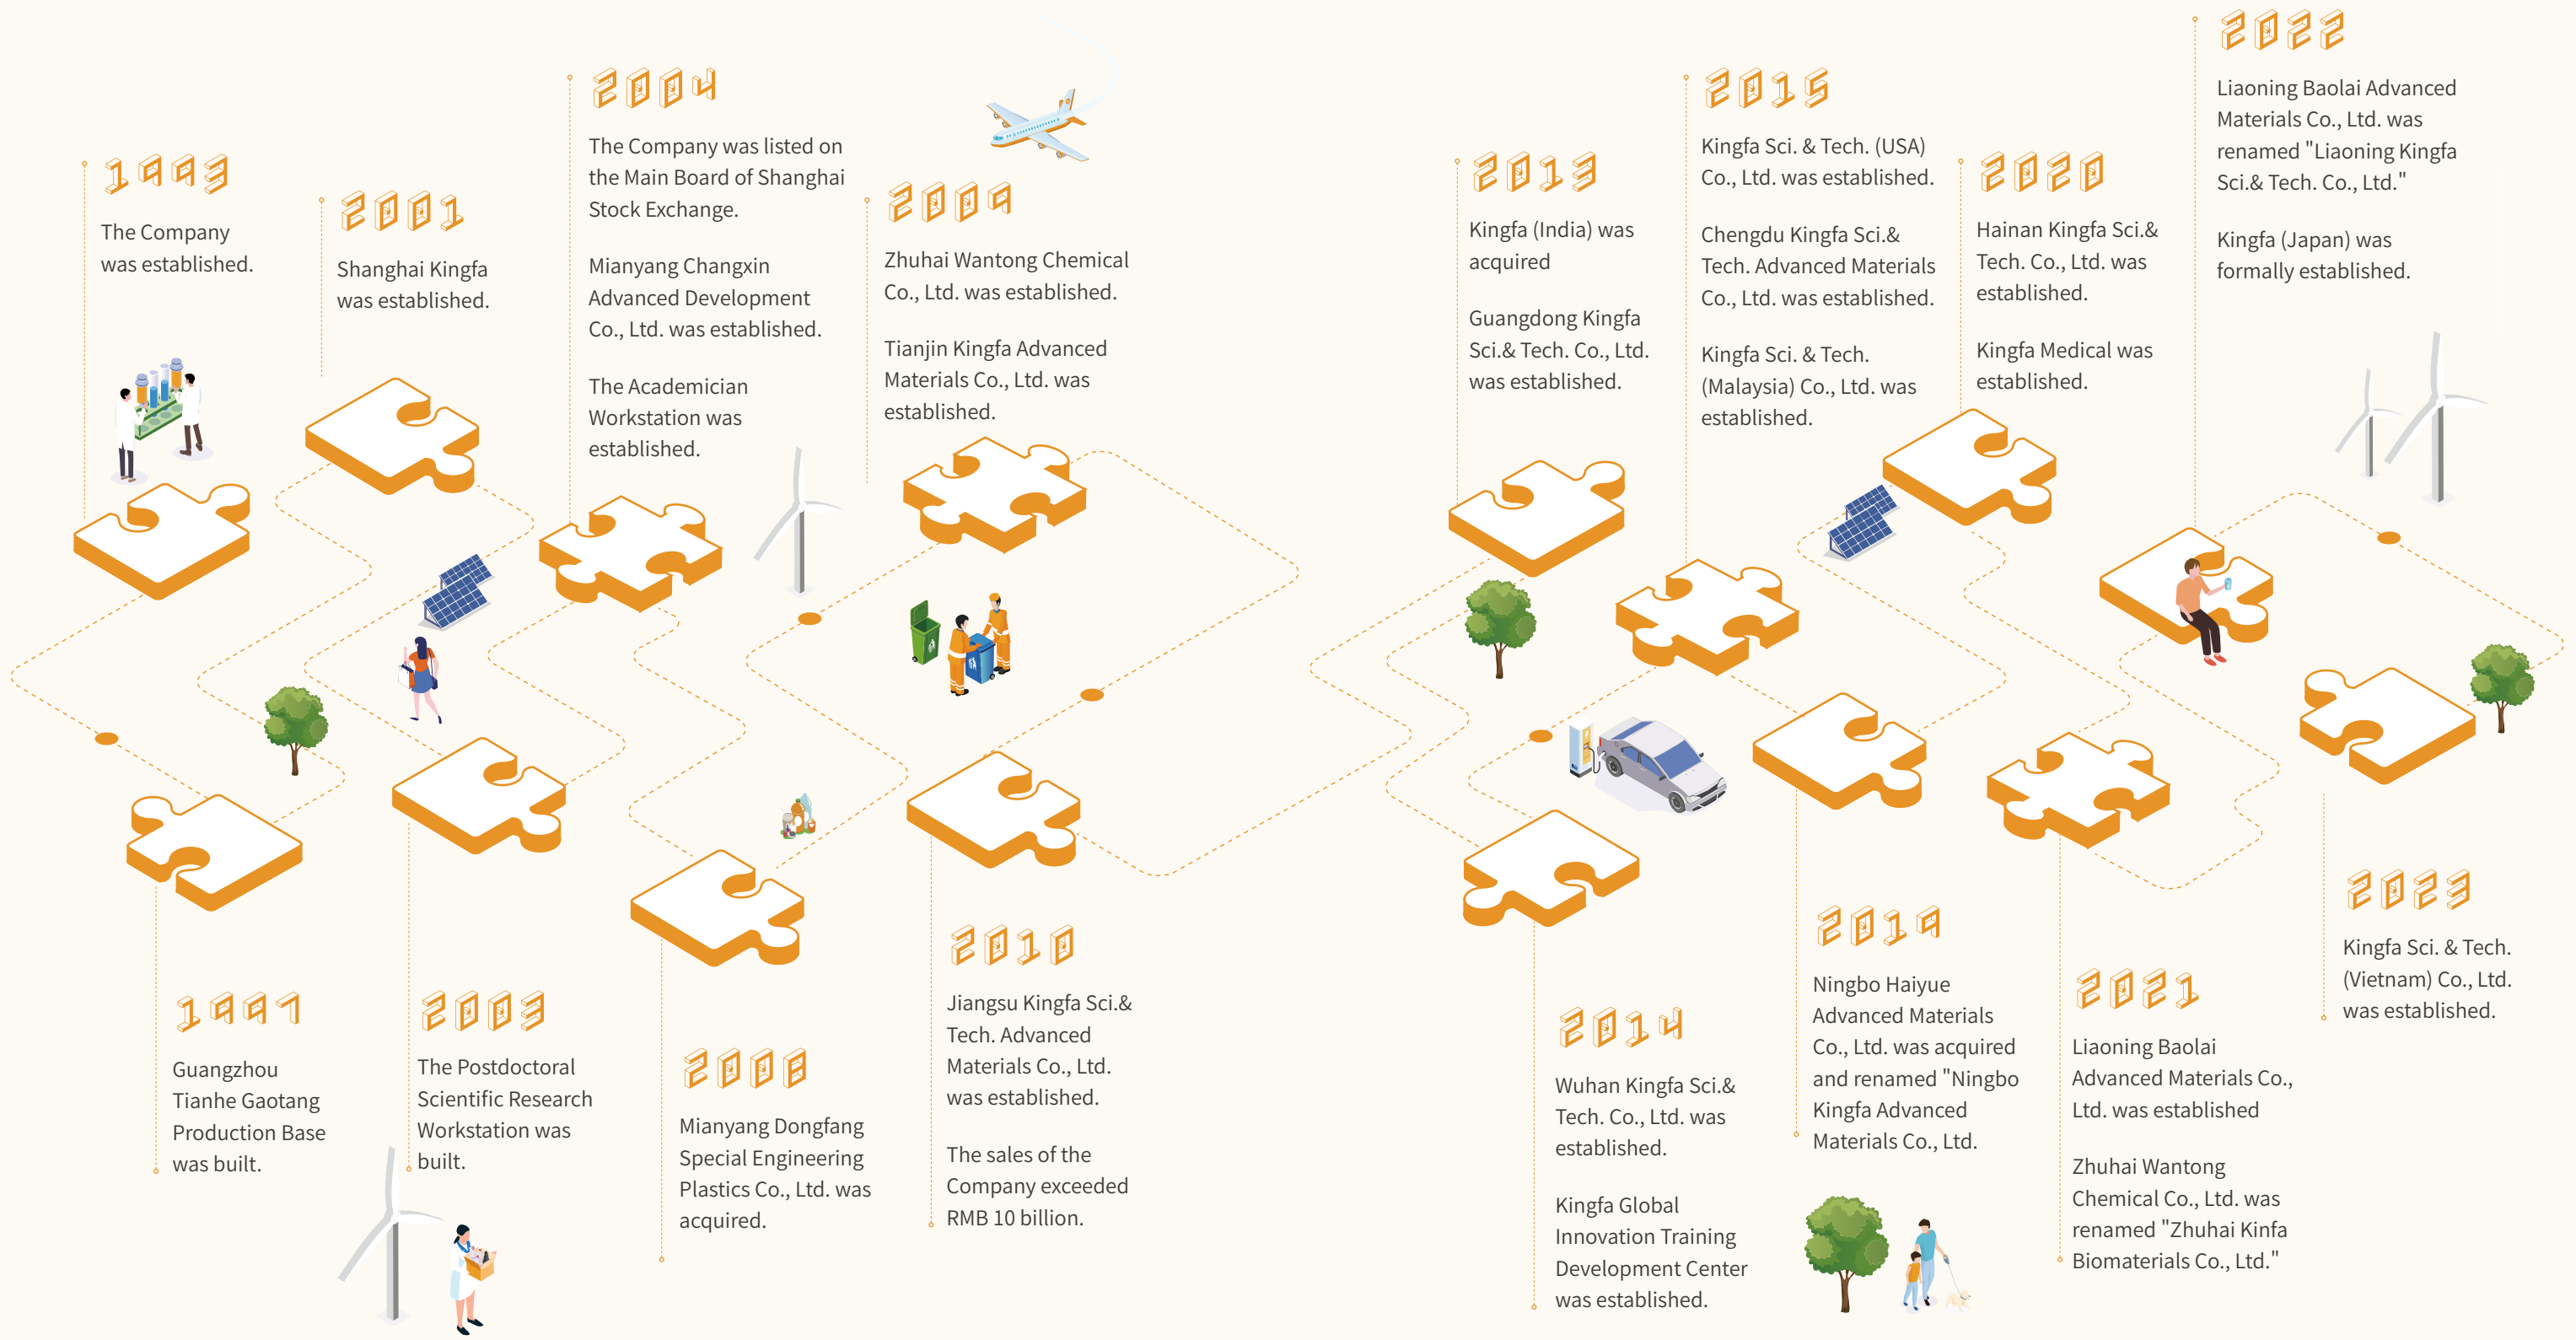 1993
The Company
was established.
1997
Guangzhou
Tianhe Gaotang
Production Base
was built.
2001
Shanghai Kingfa
was established.
2003
The Postdoctoral
Scientific Research
Workstation was
built.
2004
The Company was listed on
the Main Board of Shanghai
Stock Exchange.
Mianyang Changxin
Advanced Development
Co., Ltd. was established.
The Academician
Workstation was
established.
2008
Mianyang Dongfang
Special Engineering
Plastics Co., Ltd. was
acquired.
2009
Zhuhai Wantong Chemical
Co., Ltd. was established.
Tianjin Kingfa Advanced
Materials Co., Ltd. was
established.
2010
Jiangsu Kingfa Sci.&
Tech. Advanced
Materials Co., Ltd.
was established.
The sales of the
Company exceeded
RMB 10 billion.
2013
Kingfa (India) was
acquired
Guangdong Kingfa
Sci.& Tech. Co., Ltd.
was established.
2014
Wuhan Kingfa Sci.&
Tech. Co., Ltd. was
established.
Kingfa Global
Innovation Training
Development Center
was established.
2015
Kingfa Sci. & Tech. (USA)
Co., Ltd. was established.
Chengdu Kingfa Sci.&
Tech. Advanced Materials
Co., Ltd. was established.
Kingfa Sci. & Tech.
(Malaysia) Co., Ltd. was
established.
2019
Ningbo Haiyue
Advanced Materials
Co., Ltd. was acquired
and renamed "Ningbo
Kingfa Advanced
Materials Co., Ltd.
2020
Hainan Kingfa Sci.&
Tech. Co., Ltd. was
established.
Kingfa Medical was
established.
2021
Liaoning Baolai
Advanced Materials Co.,
Ltd. was established
Zhuhai Wantong
Chemical Co., Ltd. was
renamed "Zhuhai Kinfa
Biomaterials Co., Ltd."
2022
Liaoning Baolai Advanced
Materials Co., Ltd. was
renamed "Liaoning Kingfa
Sci.& Tech. Co., Ltd."
Kingfa (Japan) was
formally established.
2023
Kingfa Sci. & Tech.
(Vietnam) Co., Ltd.
was established.